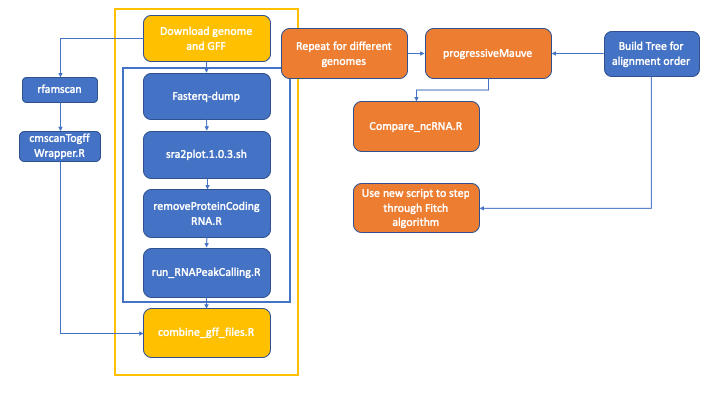 Download genome
and GFF
Repeat for different
genomes
progressiveMauve
Build Tree for
alignment order
rfamscan
Fasterq-dump
Compare_ncRNA.R
cmscanTogff
Wrapper.R
sra2plot.1.0.3.sh
removeProteinCoding
RNA.R
Use new script to step
through Fitch
algorithm
run_RNAPeakCalling.R
combine_gff_files.R